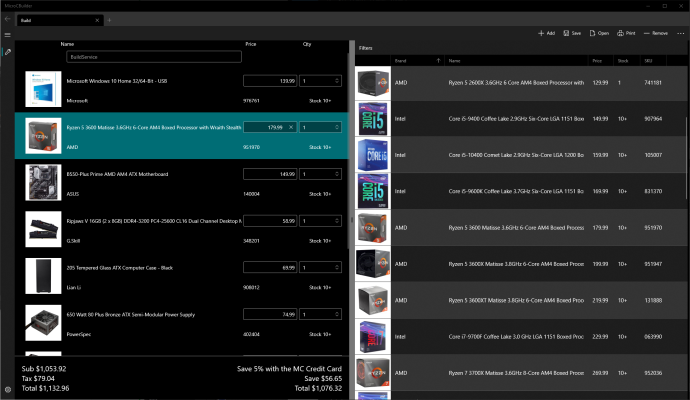 MicroCBuilder
Build
Add Save Open Print Remove
Name Price Qty
BuildService
Microsoft Windows 10 Home 32/64-Bit - USB 139.99 1
Microsoft 976761 Stock 10+
Ryzen 5 3600 Matisse 3.6GHz 6-Core AM4 Boxed Processor with Wraith Stealth 179.99 1
AMD 951970 Stock 10+
B550-Plus Prime AMD AM4 ATX Motherboard 149.99 1
ASUS 140004 Stock 10+
Ripjaws V 16GB (2 x 8GB) DDR4-3200 PC4-25600 CL16 Dual Channel Desktop 58.99 1
G.Skill 348201 Stock 10+
205 Tempered Glass ATX Computer Case - Black 69.99 1
Lian Li 908012 Stock 10+
650 Watt 80 Plus Bronze ATX Semi-Modular Power Supply 74.99 1
PowerSpec 402404 Stock 10+
Sub $1,053.92 Save 5% with the MC Credit Card
Tax $79.04 Save $56.65
Total $1,132.96 Total $1,076.32
Filters
Brand Name Price Stock SKU
AMD Ryzen 5 2600X 3.6GHz 6 Core AM4 Boxed Processor with 129.99 1 741181
Intel Core i5-9400 Coffee Lake 2.9GHz Six-Core LGA 1151 Box 149.99 10+ 907964
Intel Core i5-10400 Comet Lake 2.9GHz Six-Core LGA 1200 Bo 159.99 10+ 105007
Intel Core i5-9600K Coffee Lake 3.7GHz Six-Core LGA 1151 Bo 169.99 10+ 831370
AMD Ryzen 5 3600 Matisse 3.6GHz 6-Core AM4 Boxed Process 179.99 10+ 951970
AMD Ryzen 5 3600X Matisse 3.8GHz 6-Core AM4 Boxed Proce 199.99 10+ 951947
AMD Ryzen 5 3600XT Matisse 3.8GHz 6-Core AM4 Boxed Proc 219.99 10+ 131888
Intel Core i7-9700F Coffee Lake 3.0 GHz LGA 1151 Boxed Proc 229.99 10+ 063990
AMD Ryzen 7 3700X Matisse 3.6GHz 8-Core AM4 Boxed Proce 269.99 10+ 952036